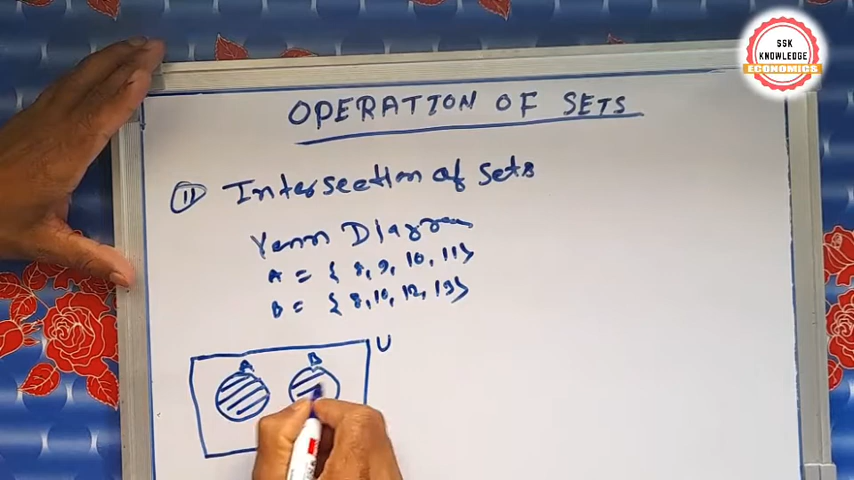 SSK
KNOWLEDGE
ECONOMICS
OPERATION OF SETS
11 Intersection of sets
Venn Diagram
A = { 8, 9, 10, 11}
B = { 8, 10, 12, 13}
U
A B